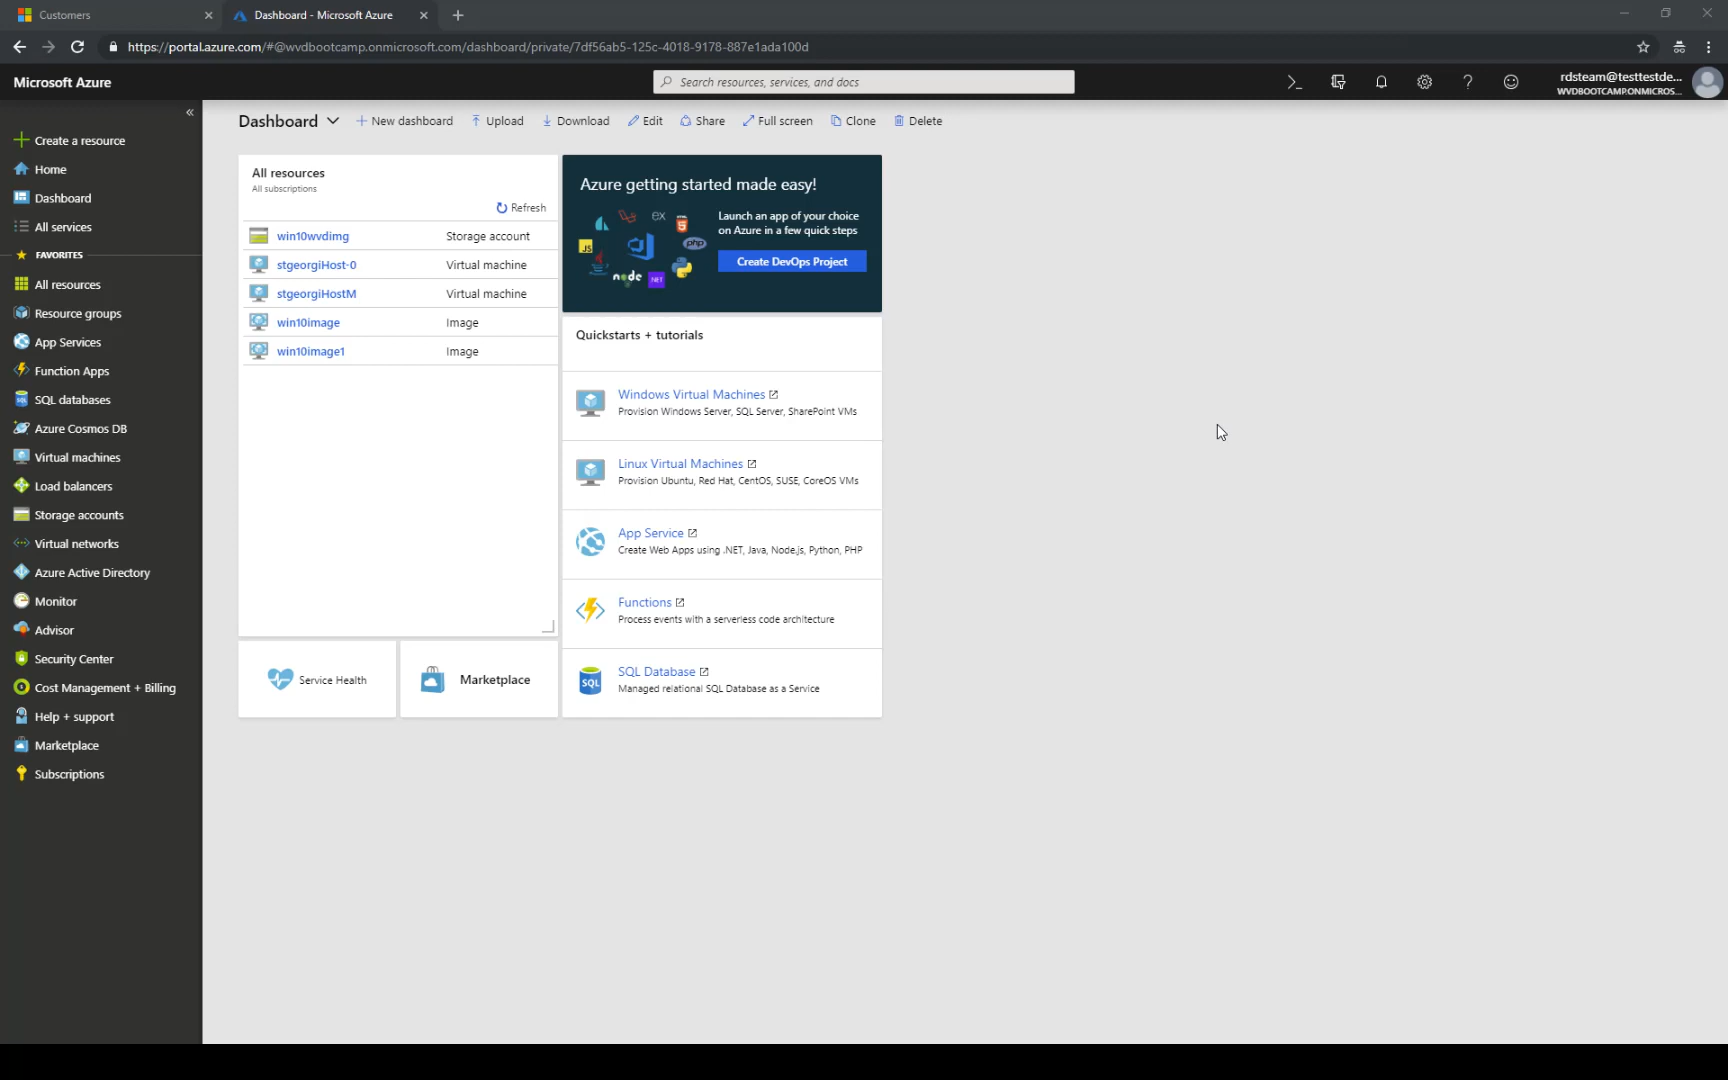 Customers
Dashboard - Microsoft Azure
https://portal.azure.com/#@wvdbootcamp.onmicrosoft.com/dashboard/private/7df56ab5-125c-4018-9178-887e1ada100d
Microsoft Azure
Search resources, services, and docs
rdsteam@testtestde...
WVDBOOTCAMP.ONMICROS...
Create a resource
Home
Dashboard
All services
FAVORITES
All resources
Resource groups
App Services
Function Apps
SQL databases
Azure Cosmos DB
Virtual machines
Load balancers
Storage accounts
Virtual networks
Azure Active Directory
Monitor
Advisor
Security Center
Cost Management + Billing
Help + support
Marketplace
Subscriptions
Dashboard
New dashboard Upload Download Edit Share Full screen Clone Delete
All resources
All subscriptions
Refresh
win10wvdimg Storage account
stgeorgiHost-0 Virtual machine
stgeorgiHostM Virtual machine
win10image Image
win10image1 Image
Service Health
Marketplace
Azure getting started made easy!
Launch an app of your choice
on Azure in a few quick steps
Create DevOps Project
EX
HTML
JS
php
node
NET
Quickstarts + tutorials
Windows Virtual Machines
Provision Windows Server, SQL Server, SharePoint VMs
Linux Virtual Machines
Provision Ubuntu, Red Hat, CentOS, SUSE, CoreOS VMs
App Service
Create Web Apps using .NET, Java, Node.js, Python, PHP
Functions
Process events with a serverless code architecture
SQL
SQL Database
Managed relational SQL Database as a Service